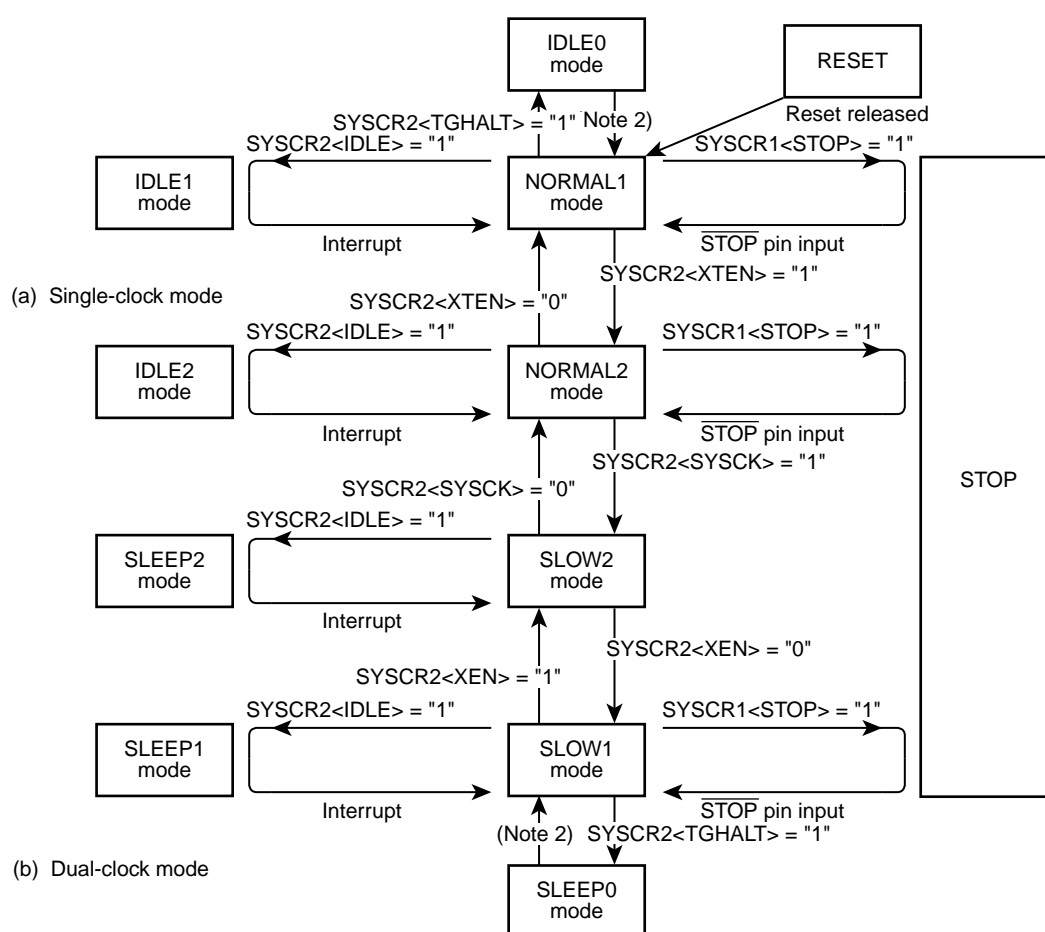 IDLE0
mode
RESET
Reset released
SYSCR2<TGHALT> = "1"
Note 2)
SYSCR2<IDLE> = "1"
SYSCR1<STOP> = "1"
IDLE1
mode
NORMAL1
mode
Interrupt
STOP pin input
SYSCR2<XTEN> = "1"
(a) Single-clock mode
SYSCR2<XTEN> = "0"
SYSCR2<IDLE> = "1"
SYSCR1<STOP> = "1"
IDLE2
mode
NORMAL2
mode
Interrupt
STOP pin input
SYSCR2<SYSCK> = "1"
STOP
SYSCR2<SYSCK> = "0"
SYSCR2<IDLE> = "1"
SLEEP2
mode
SLOW2
mode
Interrupt
SYSCR2<XEN> = "0"
SYSCR2<XEN> = "1"
SYSCR2<IDLE> = "1"
SYSCR1<STOP> = "1"
SLEEP1
mode
SLOW1
mode
Interrupt
STOP pin input
(Note 2)
SYSCR2<TGHALT> = "1"
(b) Dual-clock mode
SLEEP0
mode